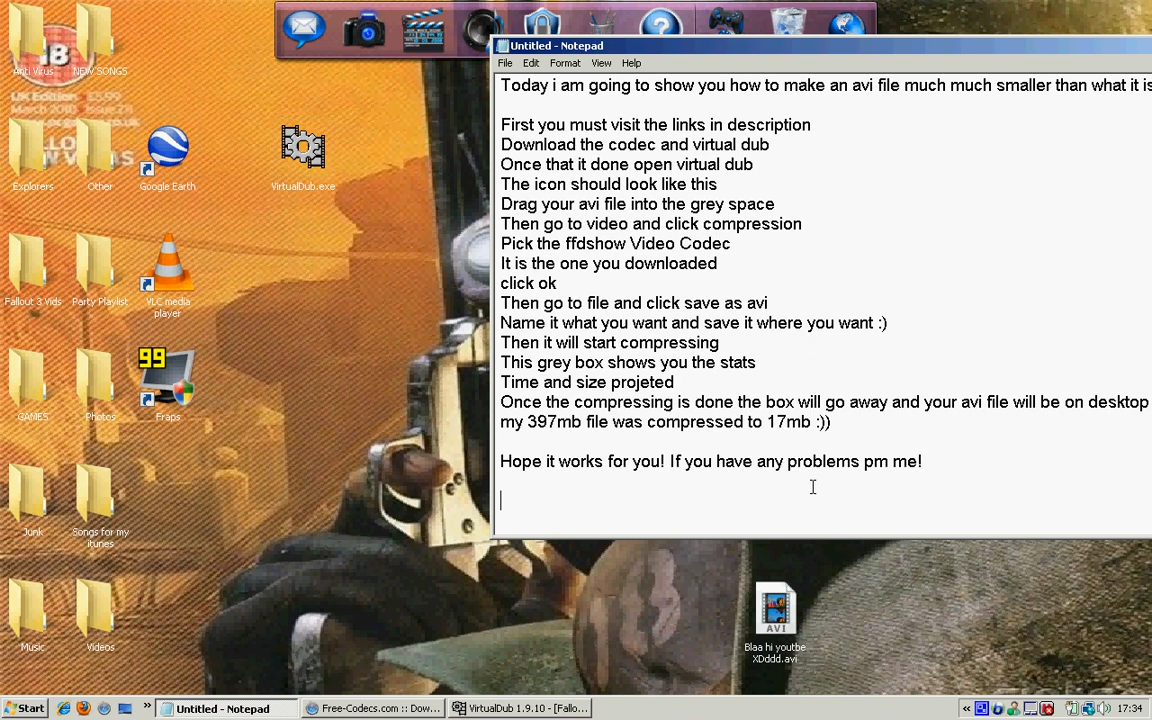 Untitled - Notepad
File Edit Format View Help
Today i am going to show you how to make an avi file much much smaller than what it is
First you must visit the links in description
Download the codec and virtual dub
Once that it done open virtual dub
The icon should look like this
Drag your avi file into the grey space
Then go to video and click compression
Pick the ffdshow Video Codec
It is the one you downloaded
click ok
Then go to file and click save as avi
Name it what you want and save it where you want :)
Then it will start compressing
This grey box shows you the stats
Time and size projeted
Once the compressing is done the box will go away and your avi file will be on desktop
my 397mb file was compressed to 17mb :))
Hope it works for you! If you have any problems pm me!
Anti Virus
NEW SONGS
18
UK Edition £5.99
March 2010
Explorers
Other
Google Earth
VirtualDub.exe
Fallout 3 Vids
Party Playlist
VLC media
player
99
GAMES
Photos
Fraps
Junk
Songs for my
itunes
Music
Videos
AVI
Blaa hi youtbe
XDddd.avi
Start
Untitled - Notepad
Free-Codecs.com :: Dow...
VirtualDub 1.9.10 - [Fallo...
17:34